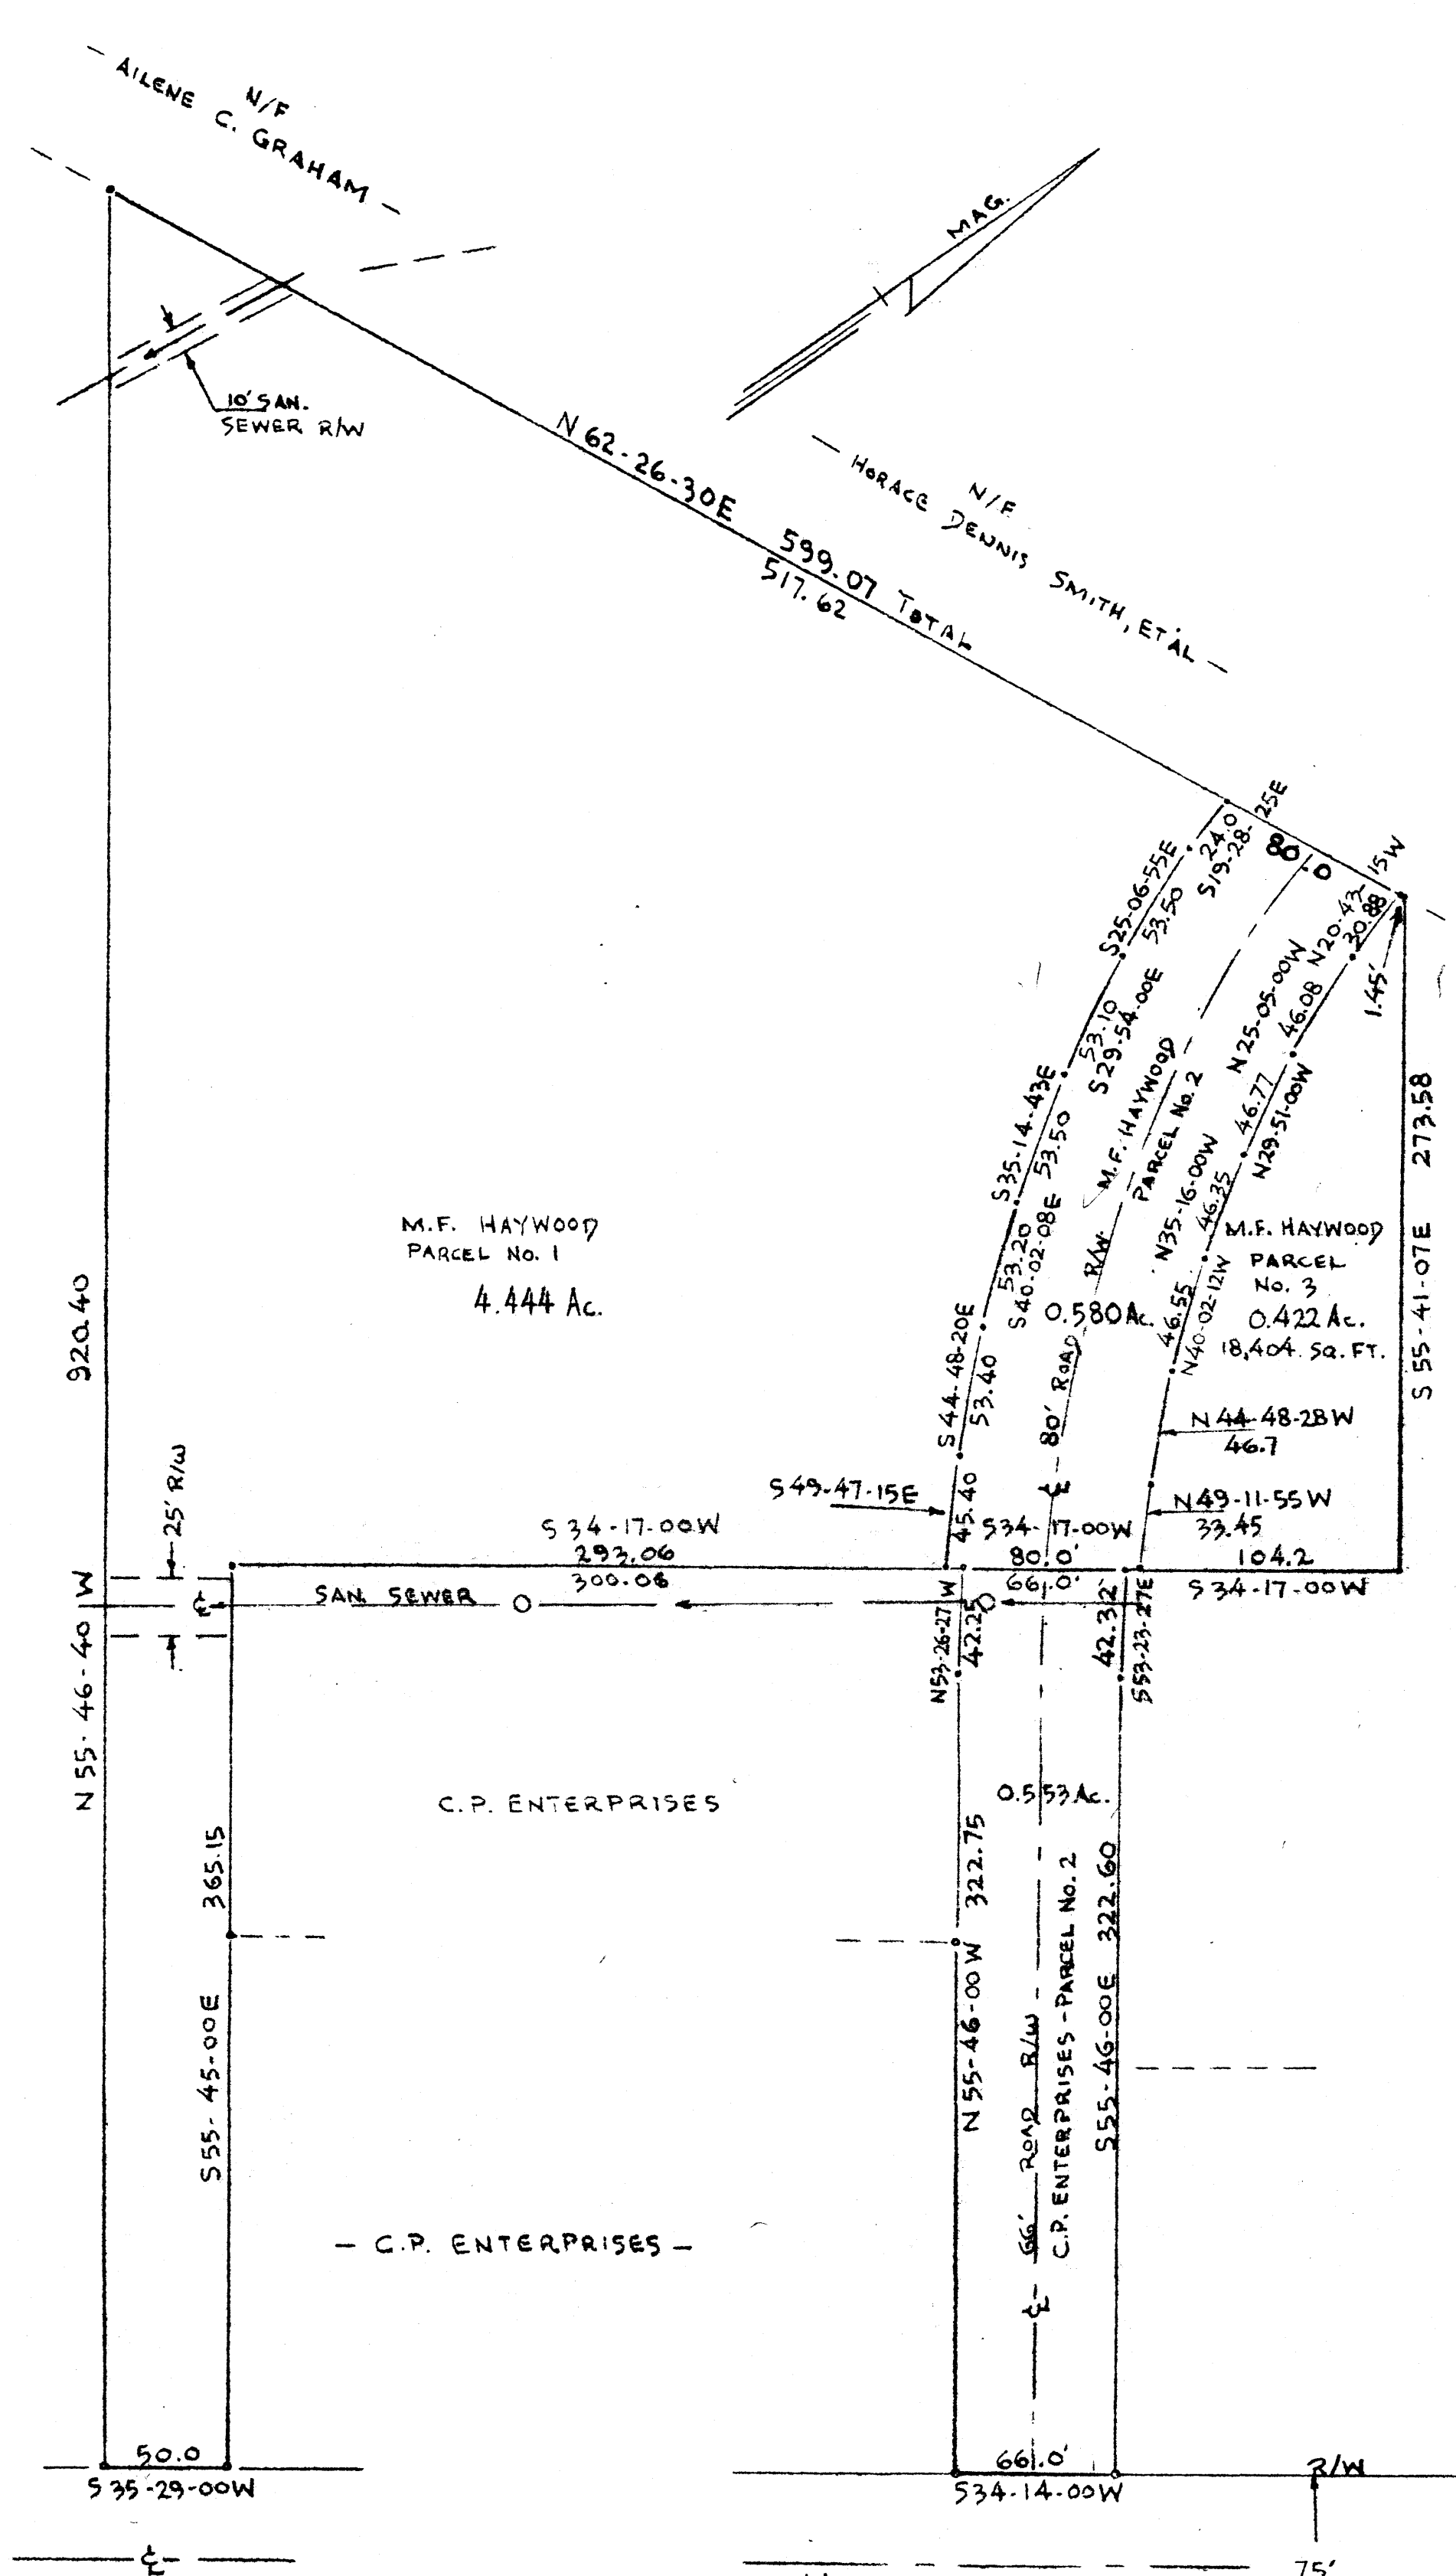 N/F
AILENE C. GRAHAM
MAG.
10' SAN.
SEWER R/W
N 62-26-30E 599.07 TOTAL
517.62
N/F
HORACE DENNIS SMITH, ET AL
80.0
24.0
S19-28-25E
S25-06-55E
53.50
53.10
S29-54-00E
S35-14-43E
53.50
53.20
S40-02-08E
S44-48-20E
53.40
S49-47-15E
45.40
N20-43-15W
30.88
1.45'
N25-05-00W
46.08
46.77
N29-51-00W
N35-16-00W
46.35
46.55
N40-02-12W
N44-48-28W
46.7
N49-11-55W
33.45
M.F. HAYWOOD
PARCEL No. 2
0.580 Ac.
80' ROAD R/W
M.F. HAYWOOD
PARCEL
No. 3
0.422 Ac.
18,404. SQ. FT.
S 55-41-07E 273.58
M.F. HAYWOOD
PARCEL No. 1
4.444 Ac.
N 55-46-40 W 920.40
25' R/W
S 34-17-00W
293.06
300.06
S34-17-00W
80.0'
66.0'
104.2
S34-17-00W
SAN. SEWER
N53-26-27 W
42.25
42.32
S53-23-27E
C.P. ENTERPRISES
0.553 Ac.
S55-45-00E 365.15
N55-46-00W 322.75
66' ROAD R/W
C.P. ENTERPRISES - PARCEL No. 2
S55-46-00E 322.60
- C.P. ENTERPRISES -
50.0
S35-29-00W
66.0'
S34-14-00W
R/W
75'